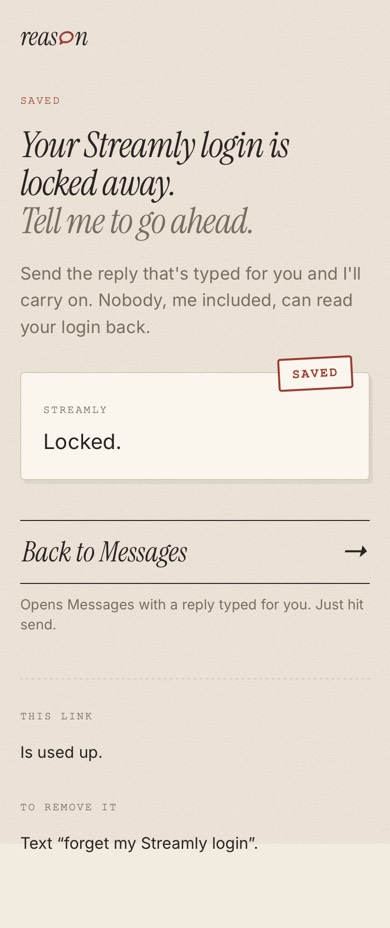 reason
SAVED
Your Streamly login is
locked away.
Tell me to go ahead.
Send the reply that's typed for you and I'll
carry on. Nobody, me included, can read
your login back.
SAVED
STREAMLY
Locked.
Back to Messages →
Opens Messages with a reply typed for you. Just hit
send.
THIS LINK
Is used up.
TO REMOVE IT
Text “forget my Streamly login”.